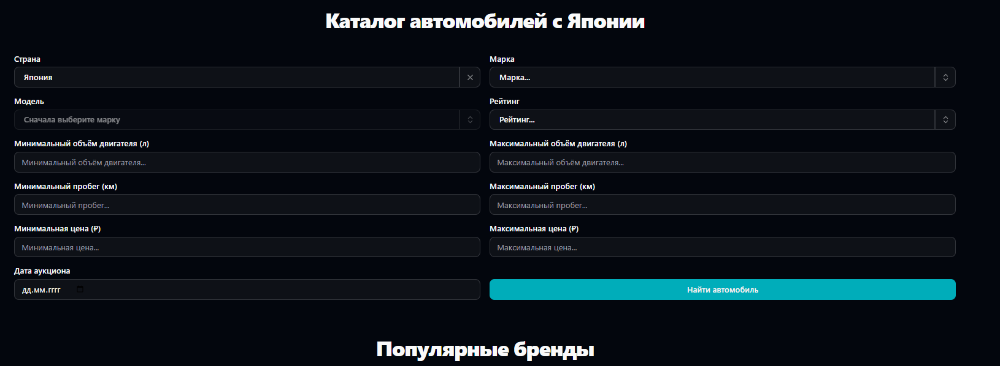 Каталог автомобилей с Японии
Страна
Марка
Япония
Марка...
Модель
Рейтинг
Сначала выберите марку
Рейтинг...
Минимальный объём двигателя (л)
Максимальный объём двигателя (л)
Минимальный объём двигателя...
Максимальный объём двигателя...
Минимальный пробег (км)
Максимальный пробег (км)
Минимальный пробег...
Максимальный пробег...
Минимальная цена (₽)
Максимальная цена (₽)
Минимальная цена...
Максимальная цена...
Дата аукциона
дд.мм.гггг
Найти автомобиль
Популярные бренды